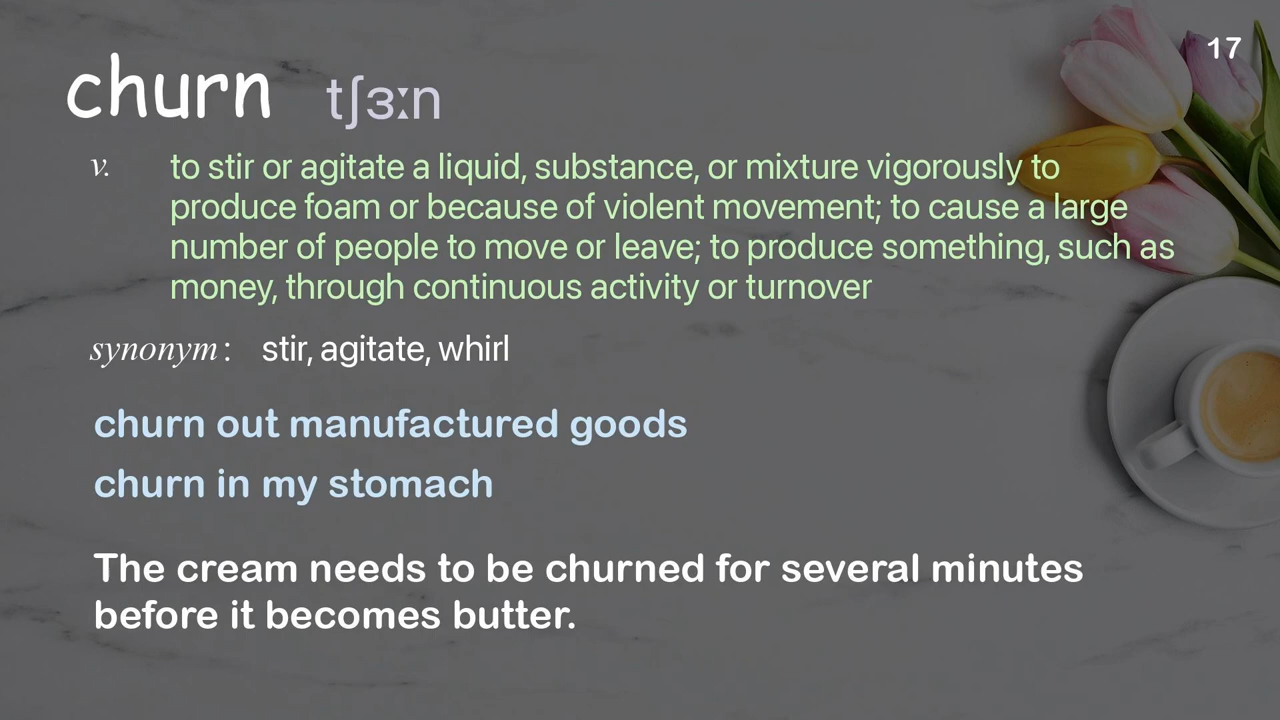 17
churn tʃɜːn
v. to stir or agitate a liquid, substance, or mixture vigorously to
produce foam or because of violent movement; to cause a large
number of people to move or leave; to produce something, such as
money, through continuous activity or turnover
synonym: stir, agitate, whirl
churn out manufactured goods
churn in my stomach
The cream needs to be churned for several minutes
before it becomes butter.